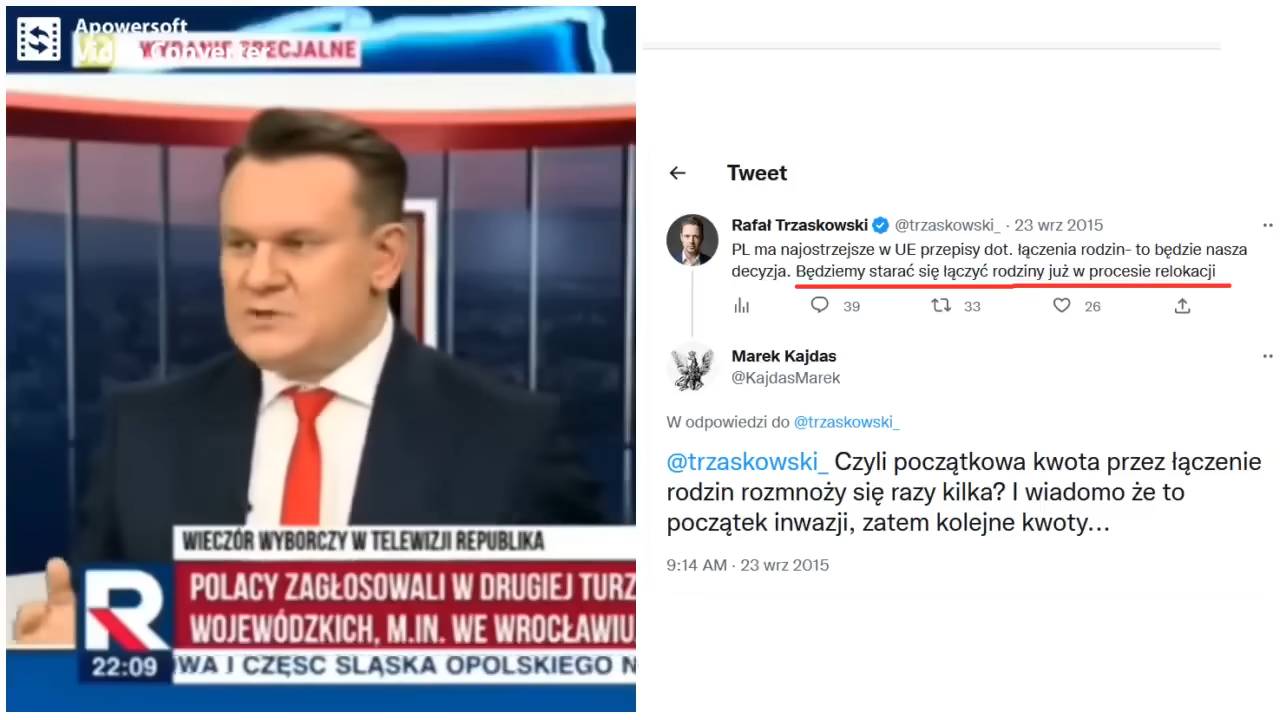 Apowersoft
Video Converter
WYDANIE SPECJALNE
WIECZÓR WYBORCZY W TELEWIZJI REPUBLIKA
POLACY ZAGŁOSOWALI W DRUGIEJ TURZ
WOJEWÓDZKICH, M.IN. WE WROCŁAWIU,
R
22:09
OWA I CZĘŚĆ ŚLĄSKA OPOLSKIEGO N
Tweet
Rafał Trzaskowski @trzaskowski_ · 23 wrz 2015
PL ma najostrzejsze w UE przepisy dot. łączenia rodzin- to będzie nasza
decyzja. Będziemy starać się łączyć rodziny już w procesie relokacji
39 33 26
Marek Kajdas
@KajdasMarek
W odpowiedzi do @trzaskowski_
@trzaskowski_ Czyli początkowa kwota przez łączenie
rodzin rozmnoży się razy kilka? I wiadomo że to
początek inwazji, zatem kolejne kwoty...
9:14 AM · 23 wrz 2015